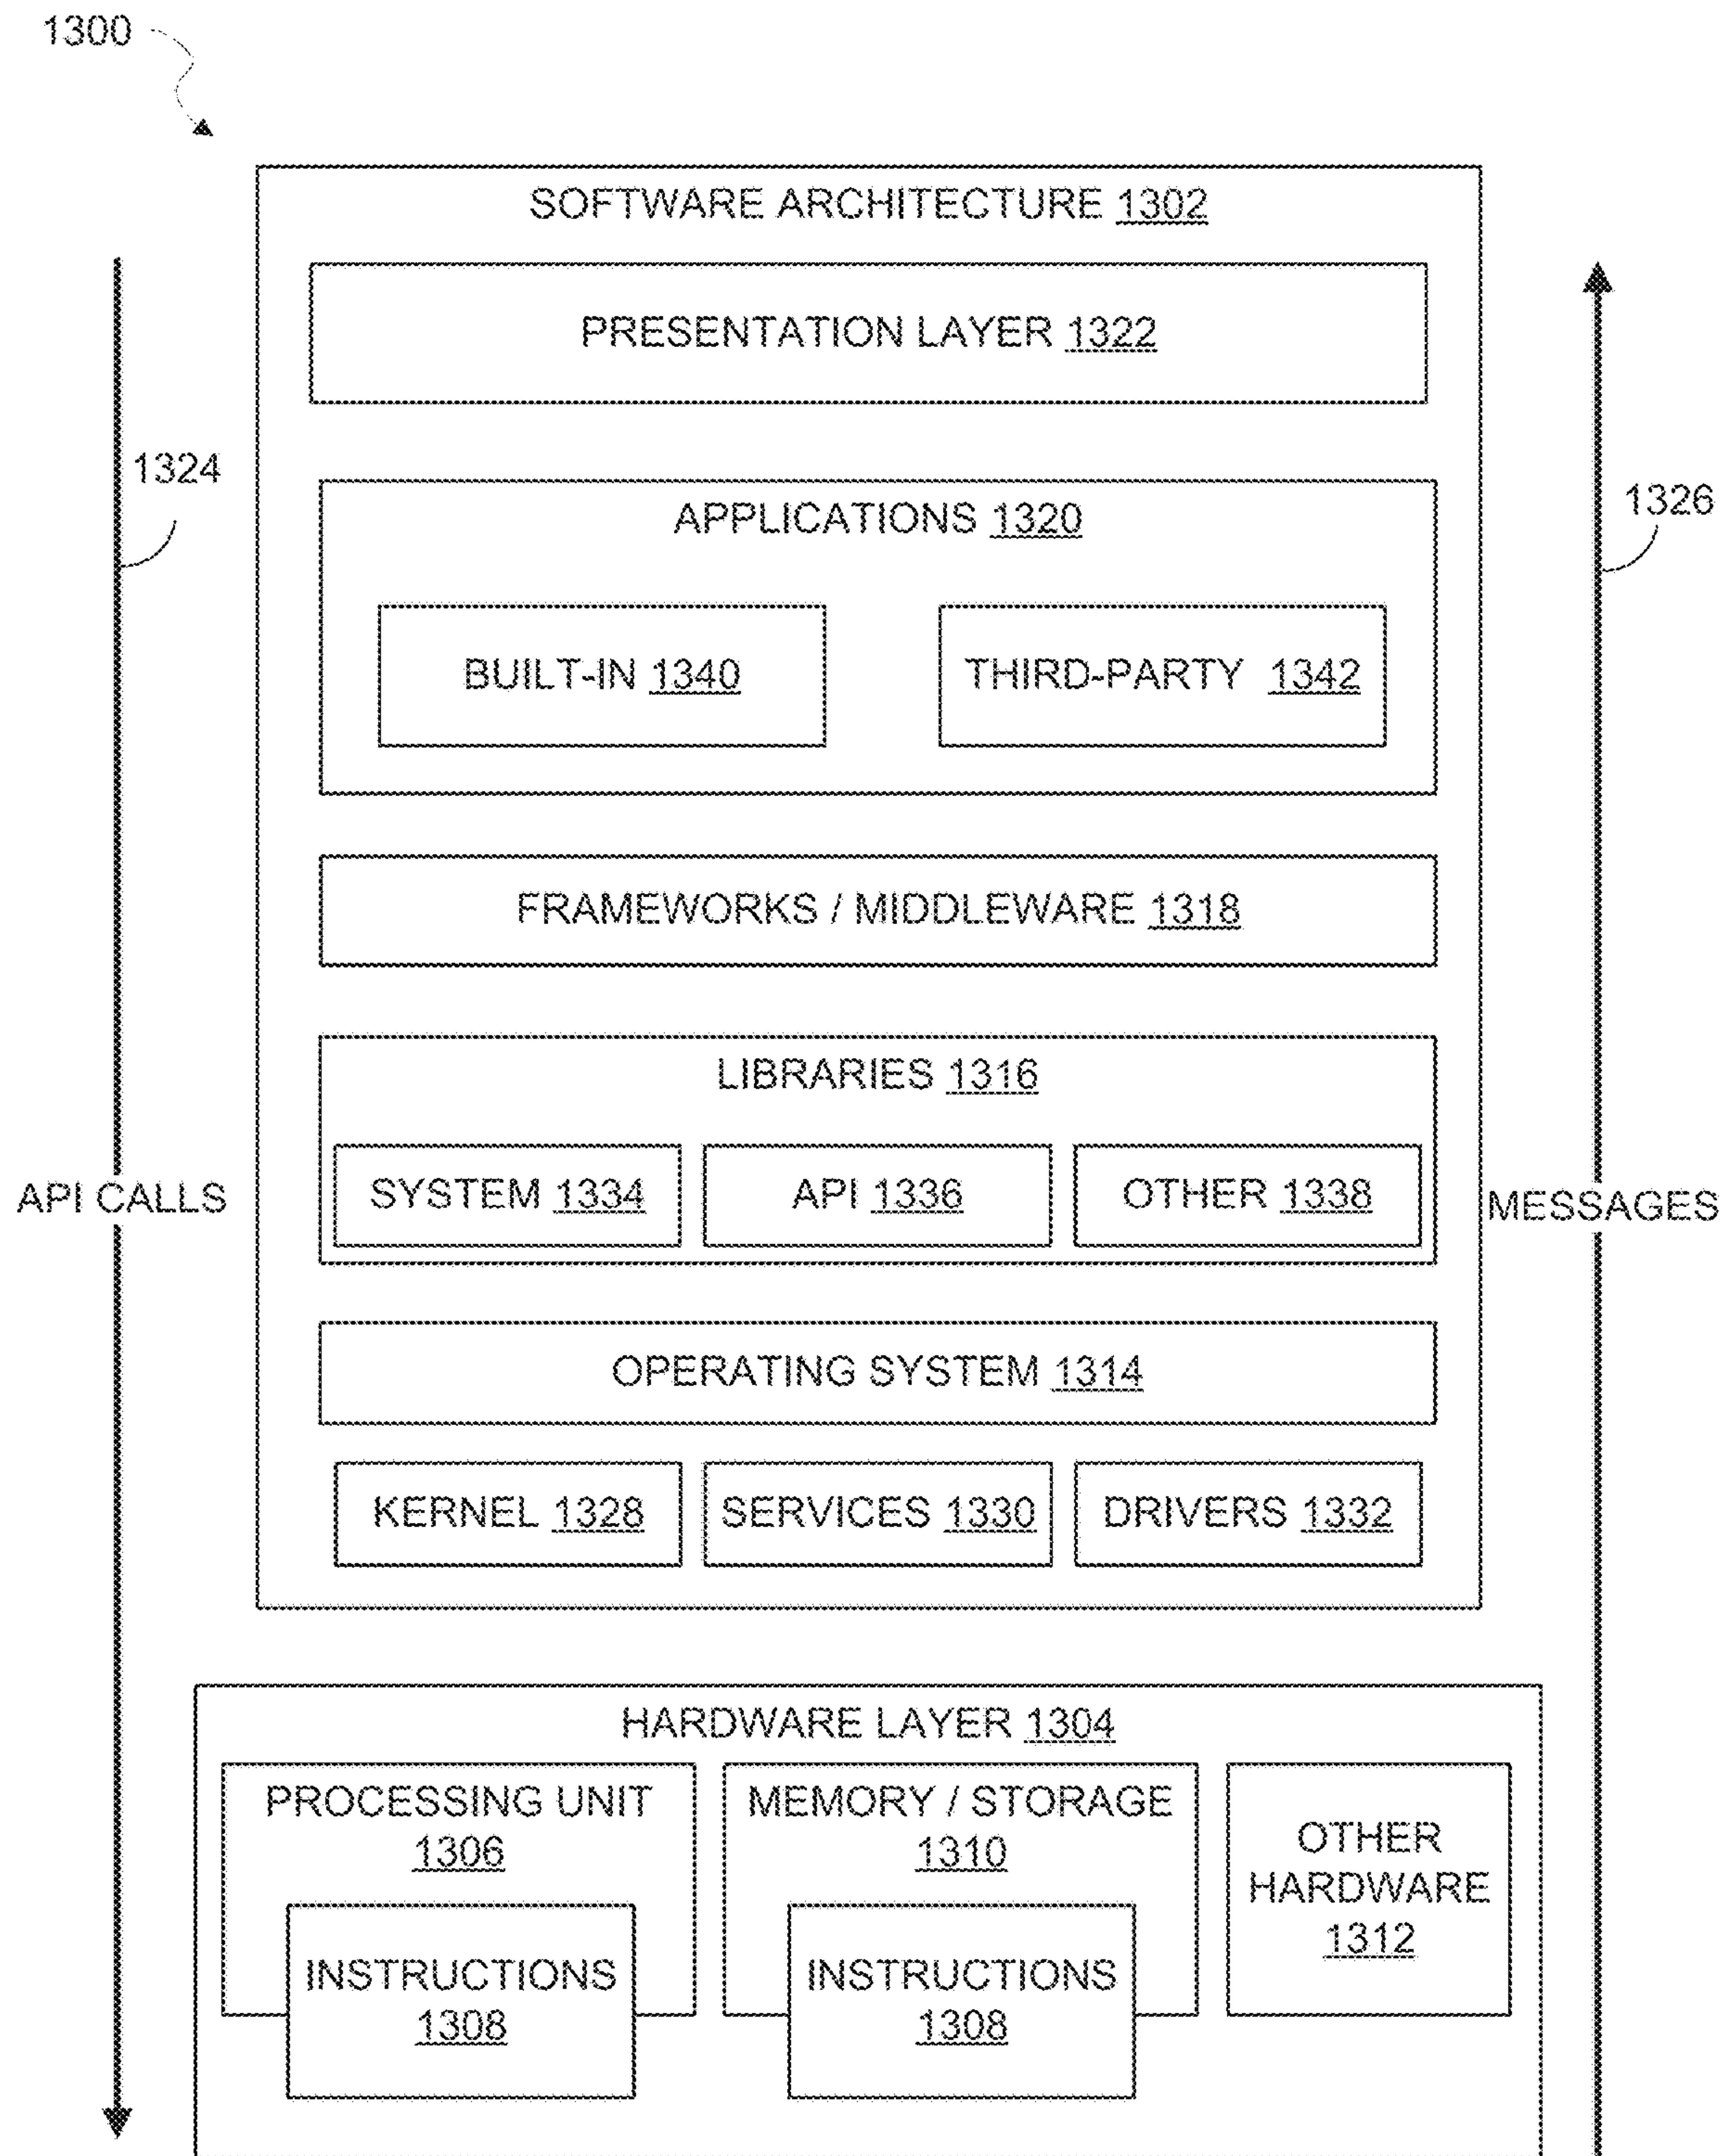 1300
SOFTWARE ARCHITECTURE 1302
PRESENTATION LAYER 1322
1324
1326
APPLICATIONS 1320
BUILT-IN 1340
THIRD-PARTY 1342
FRAMEWORKS / MIDDLEWARE 1318
LIBRARIES 1316
SYSTEM 1334
API 1336
OTHER 1338
API CALLS
MESSAGES
OPERATING SYSTEM 1314
KERNEL 1328
SERVICES 1330
DRIVERS 1332
HARDWARE LAYER 1304
PROCESSING UNIT
1306
INSTRUCTIONS
1308
MEMORY / STORAGE
1310
INSTRUCTIONS
1308
OTHER
HARDWARE
1312